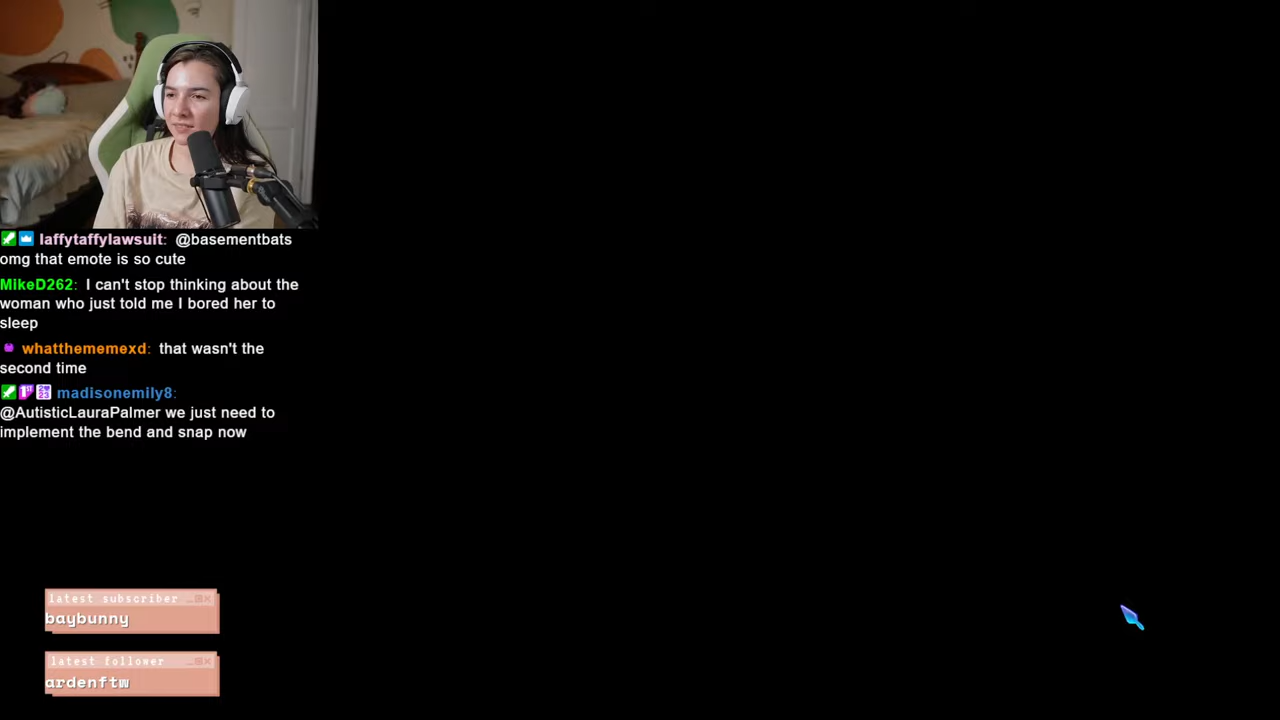 laffytaffylawsuit: @basementbats
omg that emote is so cute
MikeD262: I can't stop thinking about the
woman who just told me I bored her to
sleep
whatthememexd: that wasn't the
second time
madisonemily8:
@AutisticLauraPalmer we just need to
implement the bend and snap now
latest subscriber
baybunny
latest follower
ardenftw